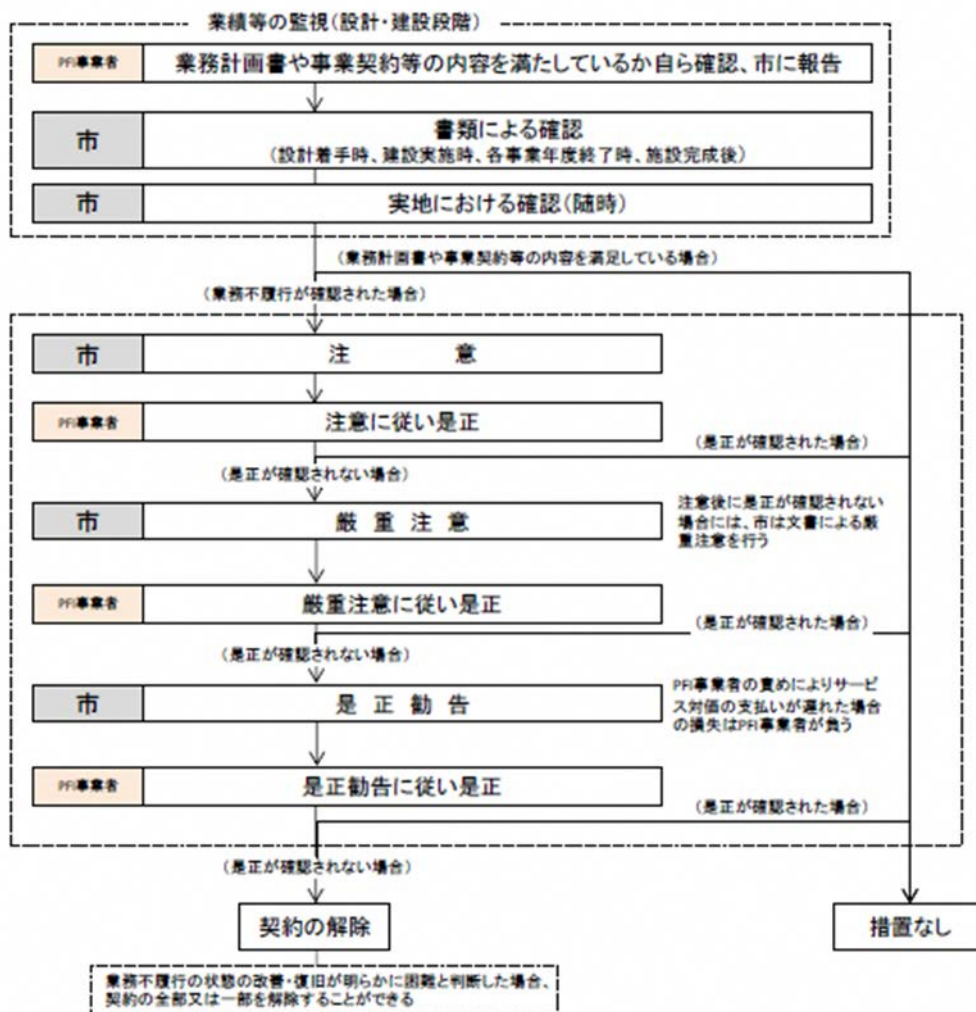 業績等の監視(設計・建設段階)
PFI事業者
業務計画書や事業契約等の内容を満たしているか自ら確認、市に報告
市
書類による確認
(設計着手時、建設実施時、各事業年度終了時、施設完成後)
市
実地における確認(随時)
(業務計画書や事業契約等の内容を満足している場合)
(業務不履行が確認された場合)
市
注 意
PFI事業者
注意に従い是正
(是正が確認された場合)
(是正が確認されない場合)
市
厳 重 注 意
注意後に是正が確認されない
場合には、市は文書による厳
重注意を行う
PFI事業者
厳重注意に従い是正
(是正が確認された場合)
(是正が確認されない場合)
市
是 正 勧 告
PFI事業者の責めによりサービ
ス対価の支払いが遅れた場合
の損失はPFI事業者が負う
PFI事業者
是正勧告に従い是正
(是正が確認された場合)
(是正が確認されない場合)
契約の解除
措置なし
業務不履行の状態の改善・復旧が明らかに困難と判断した場合、
契約の全部又は一部を解除することができる